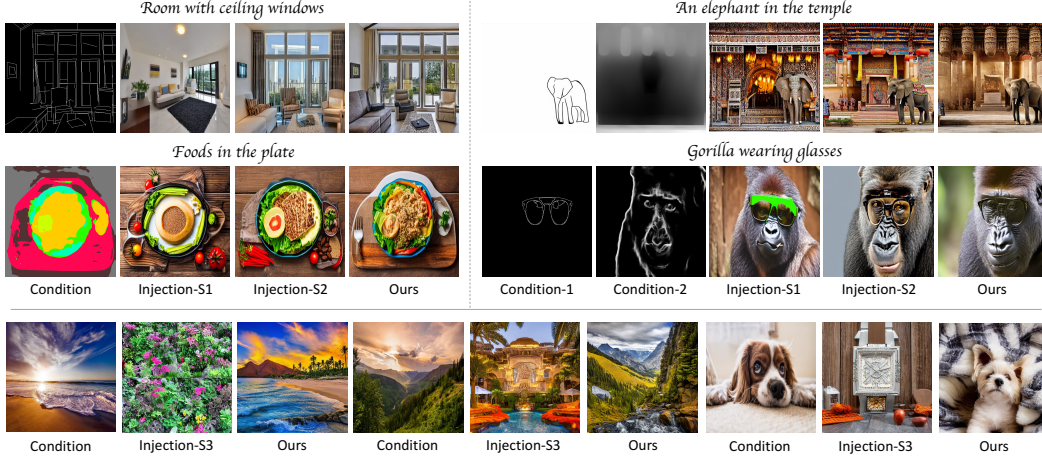 Room with ceiling windows
An elephant in the temple
Foods in the plate
Gorilla wearing glasses
Condition
Injection-S1
Injection-S2
Ours
Condition-1
Condition-2
Injection-S1
Injection-S2
Ours
Condition
Injection-S3
Ours
Condition
Injection-S3
Ours
Condition
Injection-S3
Ours